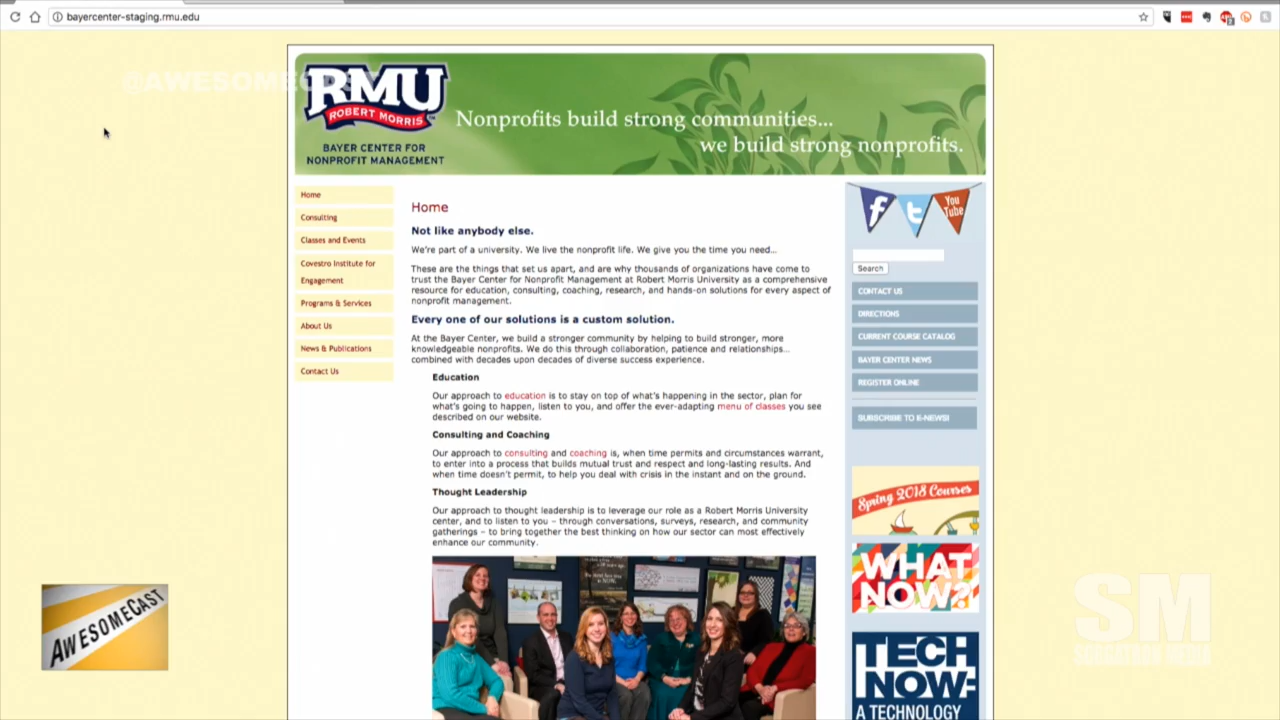 bayercenter-staging.rmu.edu
@AWESOMECAST
RMU
ROBERT MORRIS
BAYER CENTER FOR
NONPROFIT MANAGEMENT
Nonprofits build strong communities...
we build strong nonprofits.
Home
Consulting
Classes and Events
Covestro Institute for
Engagement
Programs & Services
About Us
News & Publications
Contact Us
Home
Not like anybody else.
We're part of a university. We live the nonprofit life. We give you the time you need...
These are the things that set us apart, and are why thousands of organizations have come to
trust the Bayer Center for Nonprofit Management at Robert Morris University as a comprehensive
resource for education, consulting, coaching, research, and hands-on solutions for every aspect of
nonprofit management.
Every one of our solutions is a custom solution.
At the Bayer Center, we build a stronger community by helping to build stronger, more
knowledgeable nonprofits. We do this through collaboration, patience and relationships...
combined with decades upon decades of diverse success experience.
Education
Our approach to education is to stay on top of what's happening in the sector, plan for
what's going to happen, listen to you, and offer the ever-adapting menu of classes you see
described on our website.
Consulting and Coaching
Our approach to consulting and coaching is, when time permits and circumstances warrant,
to enter into a process that builds mutual trust and respect and long-lasting results. And
when time doesn't permit, to help you deal with crisis in the instant and on the ground.
Thought Leadership
Our approach to thought leadership is to leverage our role as a Robert Morris University
center, and to listen to you – through conversations, surveys, research, and community
gatherings – to bring together the best thinking on how our sector can most effectively
enhance our community.
f t You
Tube
Search
CONTACT US
DIRECTIONS
CURRENT COURSE CATALOG
BAYER CENTER NEWS
REGISTER ONLINE
SUBSCRIBE TO E-NEWS!
Spring 2018 Courses
WHAT
NOW?
TECH
NOW:
A TECHNOLOGY
AWESOMECAST
SM
SORGATRON MEDIA